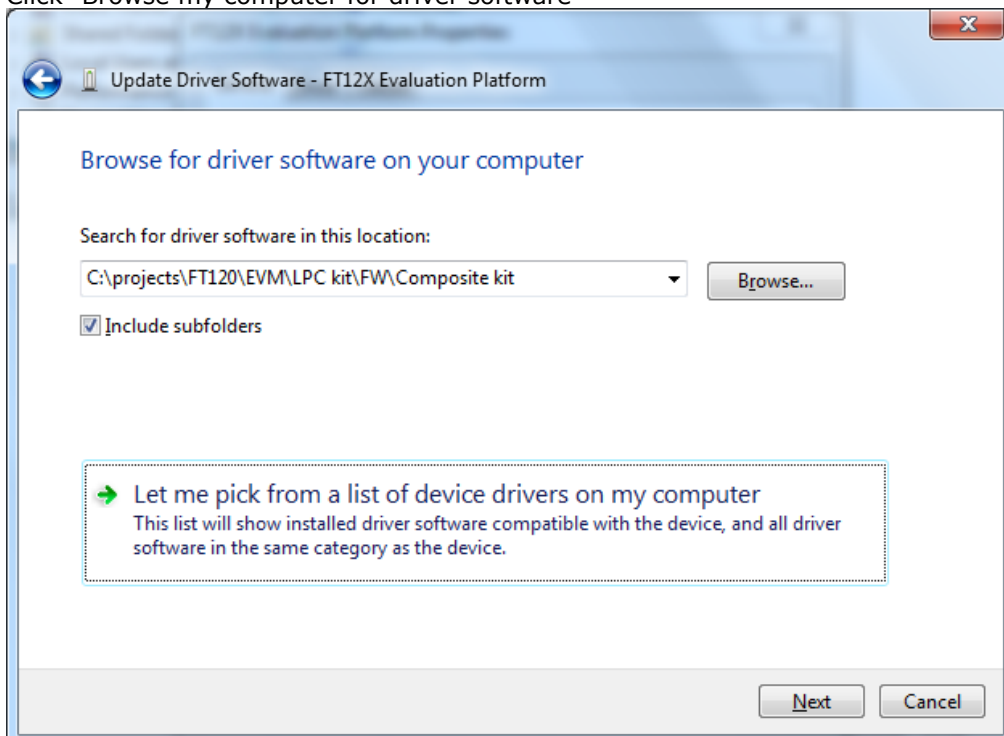 Click "Browse my computer for driver software"
Update Driver Software - FT12X Evaluation Platform
Browse for driver software on your computer
Search for driver software in this location:
C:\projects\FT120\EVM\LPC kit\FW\Composite kit
Browse...
Include subfolders
Let me pick from a list of device drivers on my computer
This list will show installed driver software compatible with the device, and all driver
software in the same category as the device.
Next
Cancel